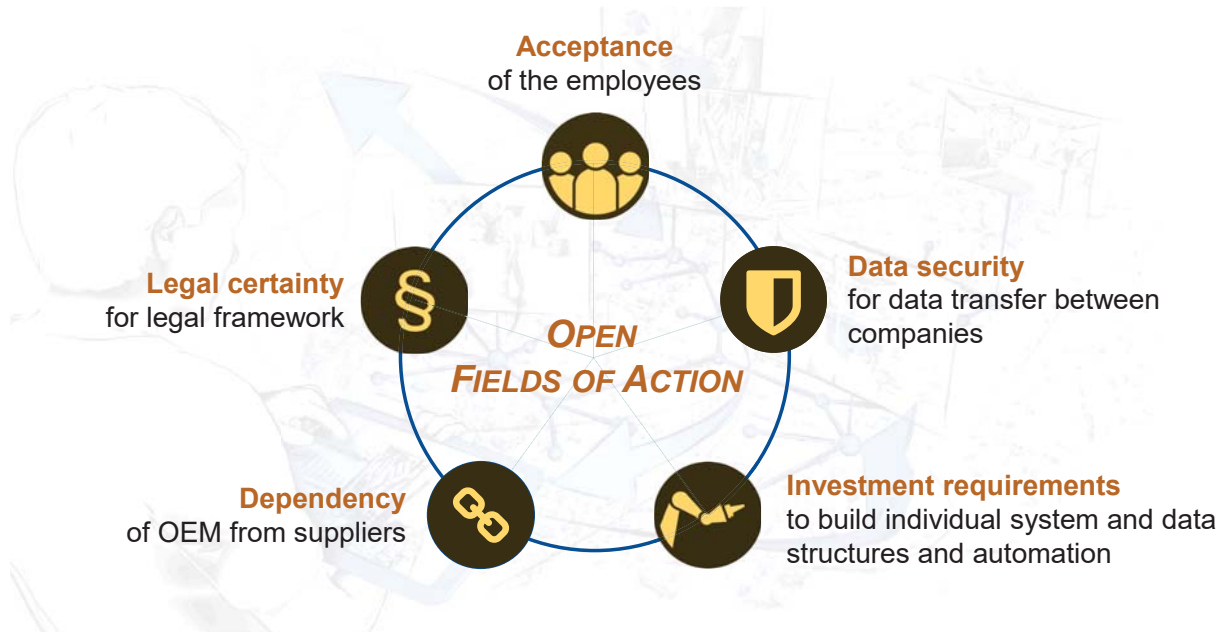 Acceptance
of the employees
Data security
for data transfer between
companies
Legal certainty
for legal framework
§
OPEN
FIELDS OF ACTION
Dependency
of OEM from suppliers
Investment requirements
to build individual system and data
structures and automation